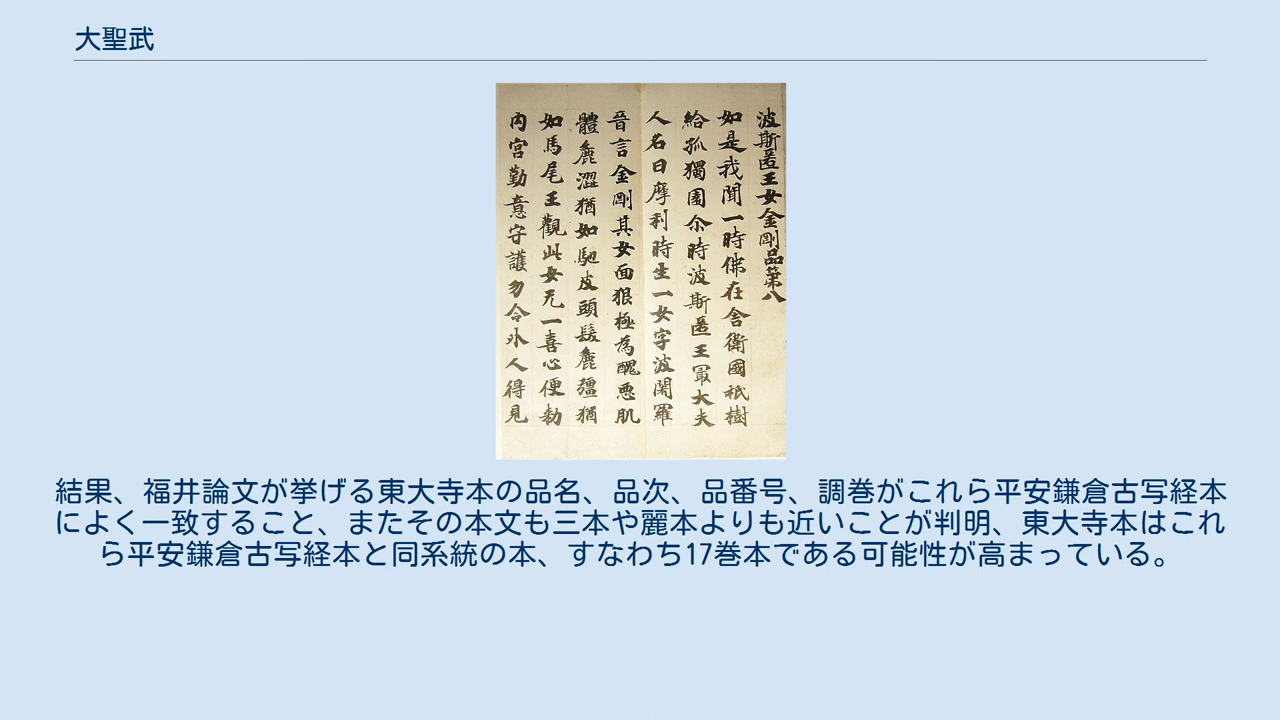 大聖武
波斯匿王女金剛品第八
如是我聞一時佛在舎衛國祇樹
給孤獨園尒時波斯匿王㝡大夫
人名曰摩利時生一女字波闍羅
晉言金剛其女面狠極為醜惡肌
體麁澀猶如駞皮頭髮麁彊猶
如馬尾王觀此女无一喜心便勑
内宮勤意守護勿令外人得見
結果、福井論文が挙げる東大寺本の品名、品次、品番号、調巻がこれら平安鎌倉古写経本
によく一致すること、またその本文も三本や麗本よりも近いことが判明、東大寺本はこれ
ら平安鎌倉古写経本と同系統の本、すなわち17巻本である可能性が高まっている。